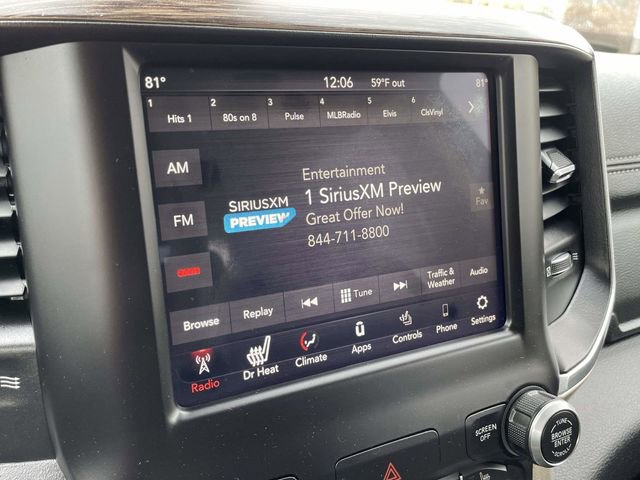 81° 12:06 59°F out 81°
1 2 3 4 5 6
Hits 1 80s on 8 Pulse MLBRadio Elvis ClsVinyl
AM
Entertainment
SIRIUSXM 1 SiriusXM Preview
PREVIEW Great Offer Now!
Fav
FM
844-711-8800
Browse Replay Tune Traffic & Weather Audio
Radio Dr Heat Climate Apps Controls Phone Settings
SCREEN OFF
TUNE
BROWSE
ENTER
SCROLL